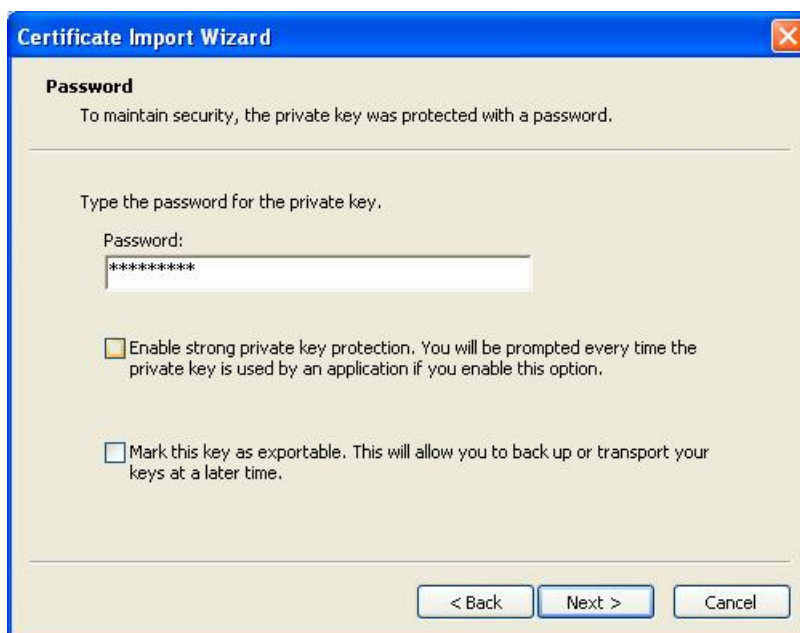 Certificate Import Wizard
Password
To maintain security, the private key was protected with a password.
Type the password for the private key.
Password:
*********
Enable strong private key protection. You will be prompted every time the
private key is used by an application if you enable this option.
Mark this key as exportable. This will allow you to back up or transport your
keys at a later time.
< Back
Next >
Cancel